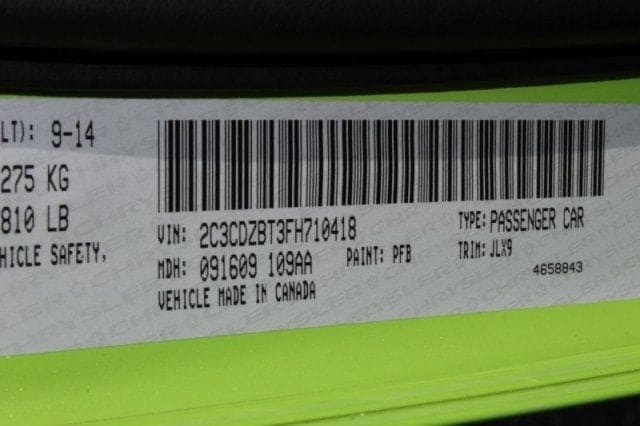 LT): 9-14
275 KG
810 LB
HICLE SAFETY,
VIN: 2C3CDZBT3FH710418
TYPE: PASSENGER CAR
MDH: 091609 109AA
PAINT: PFB
TRIM: JLX9
VEHICLE MADE IN CANADA
4658843
CHRYSLER